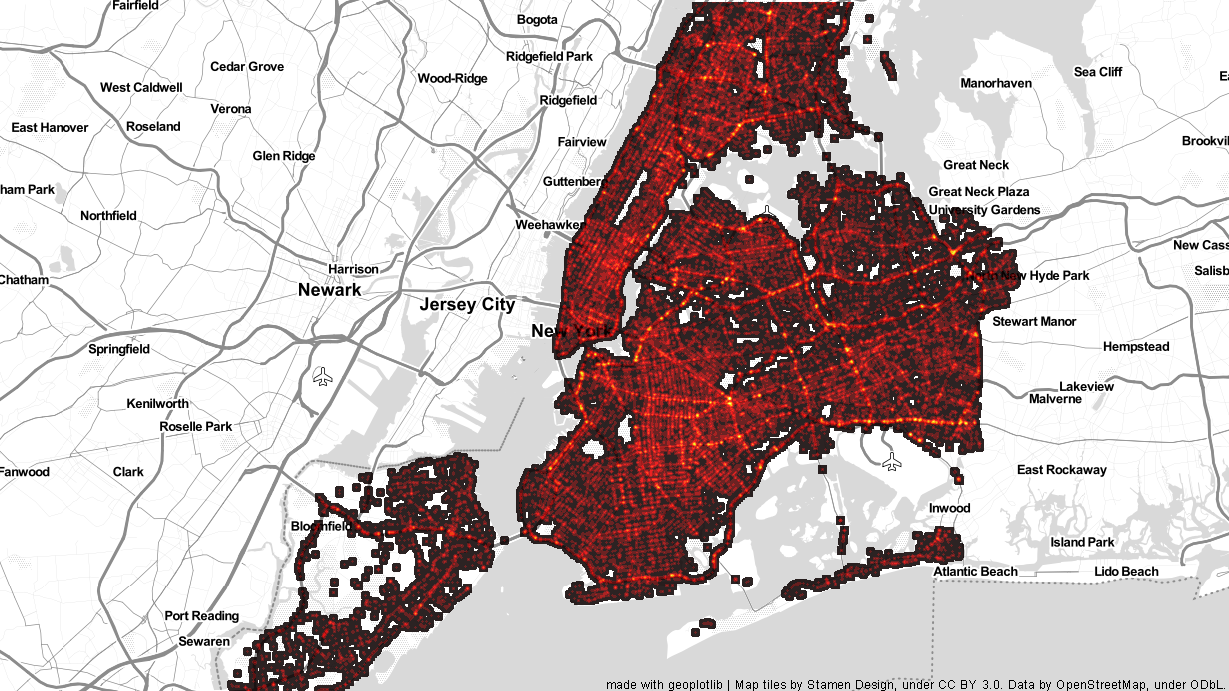 Fairfield
Bogota
Ridgefield Park
Cedar Grove
Wood-Ridge
Sea Cliff
Manorhaven
West Caldwell
Ridgefield
Verona
East Hanover
Roseland
Fairview
Brookvil
Glen Ridge
Great Neck
Guttenberg
ham Park
Great Neck Plaza
University Gardens
Northfield
Weehawken
New Cass
Harrison
Salisb
New Hyde Park
Chatham
Newark
Jersey City
Stewart Manor
New York
Hempstead
Springfield
Lakeview
Malverne
Kenilworth
Roselle Park
Fanwood
Clark
East Rockaway
Inwood
Bloomfield
Island Park
Atlantic Beach
Lido Beach
Port Reading
Sewaren
made with geoplotlib | Map tiles by Stamen Design, under CC BY 3.0. Data by OpenStreetMap, under ODbL.